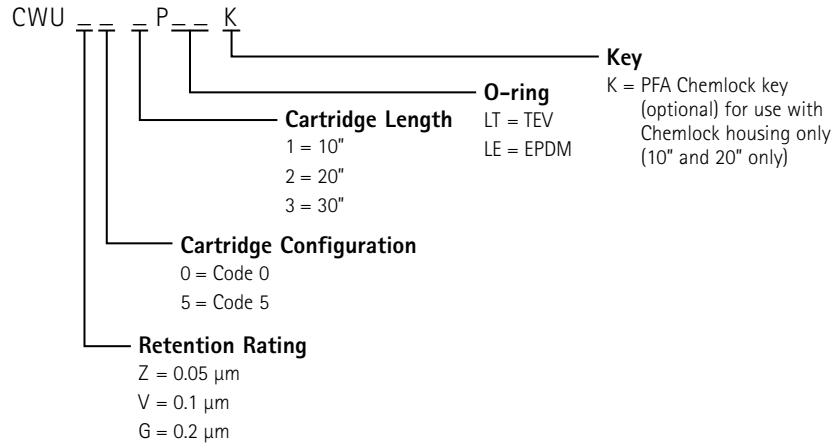 CWU _ _ _ P _ _ K
Key
K = PFA Chemlock key
(optional) for use with
Chemlock housing only
(10" and 20" only)
O-ring
LT = TEV
LE = EPDM
Cartridge Length
1 = 10"
2 = 20"
3 = 30"
Cartridge Configuration
0 = Code 0
5 = Code 5
Retention Rating
Z = 0.05 µm
V = 0.1 µm
G = 0.2 µm